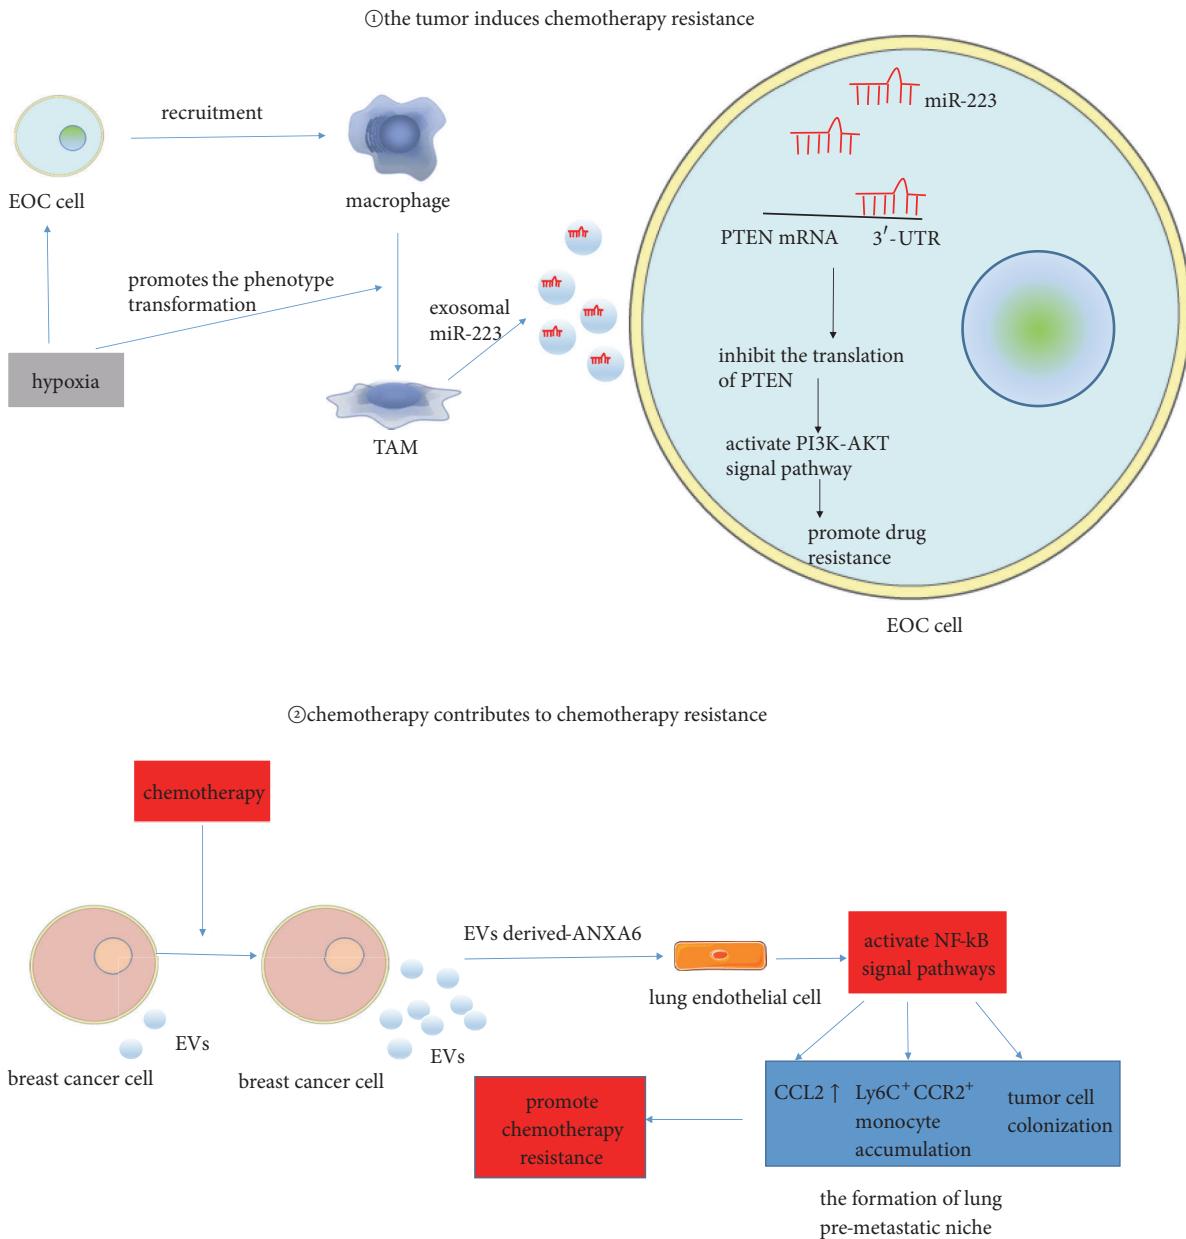 ①the tumor induces chemotherapy resistance
miR-223
recruitment
EOC cell
macrophage
PTEN mRNA
3′-UTR
promotes the phenotype
transformation
exosomal
miR-223
hypoxia
inhibit the translation
of PTEN
TAM
activate PI3K-AKT
signal pathway
promote drug
resistance
EOC cell
②chemotherapy contributes to chemotherapy resistance
chemotherapy
EVs derived-ANXA6
activate NF-kB
signal pathways
lung endothelial cell
EVs
EVs
breast cancer cell
breast cancer cell
CCL2 ↑
Ly6C⁺ CCR2⁺
monocyte
accumulation
tumor cell
colonization
promote
chemotherapy
resistance
the formation of lung
pre-metastatic niche